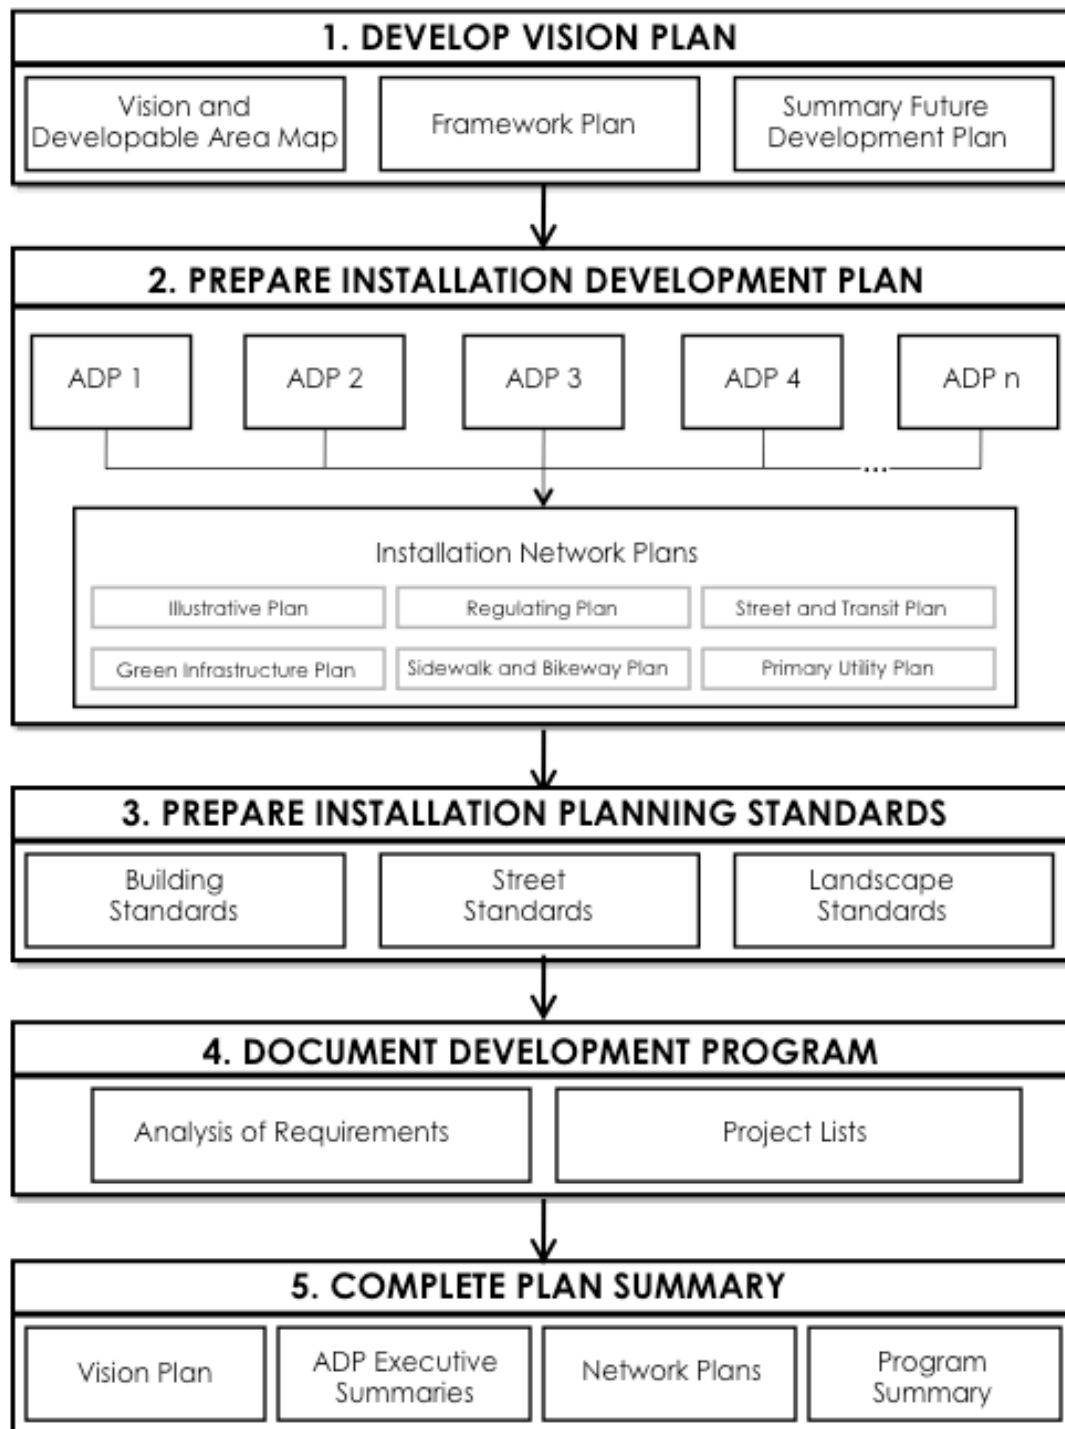 1. DEVELOP VISION PLAN
Vision and
Developable Area Map
Framework Plan
Summary Future
Development Plan
2. PREPARE INSTALLATION DEVELOPMENT PLAN
ADP 1
ADP 2
ADP 3
ADP 4
ADP n
...
Installation Network Plans
Illustrative Plan
Regulating Plan
Street and Transit Plan
Green Infrastructure Plan
Sidewalk and Bikeway Plan
Primary Utility Plan
3. PREPARE INSTALLATION PLANNING STANDARDS
Building
Standards
Street
Standards
Landscape
Standards
4. DOCUMENT DEVELOPMENT PROGRAM
Analysis of Requirements
Project Lists
5. COMPLETE PLAN SUMMARY
Vision Plan
ADP Executive
Summaries
Network Plans
Program
Summary